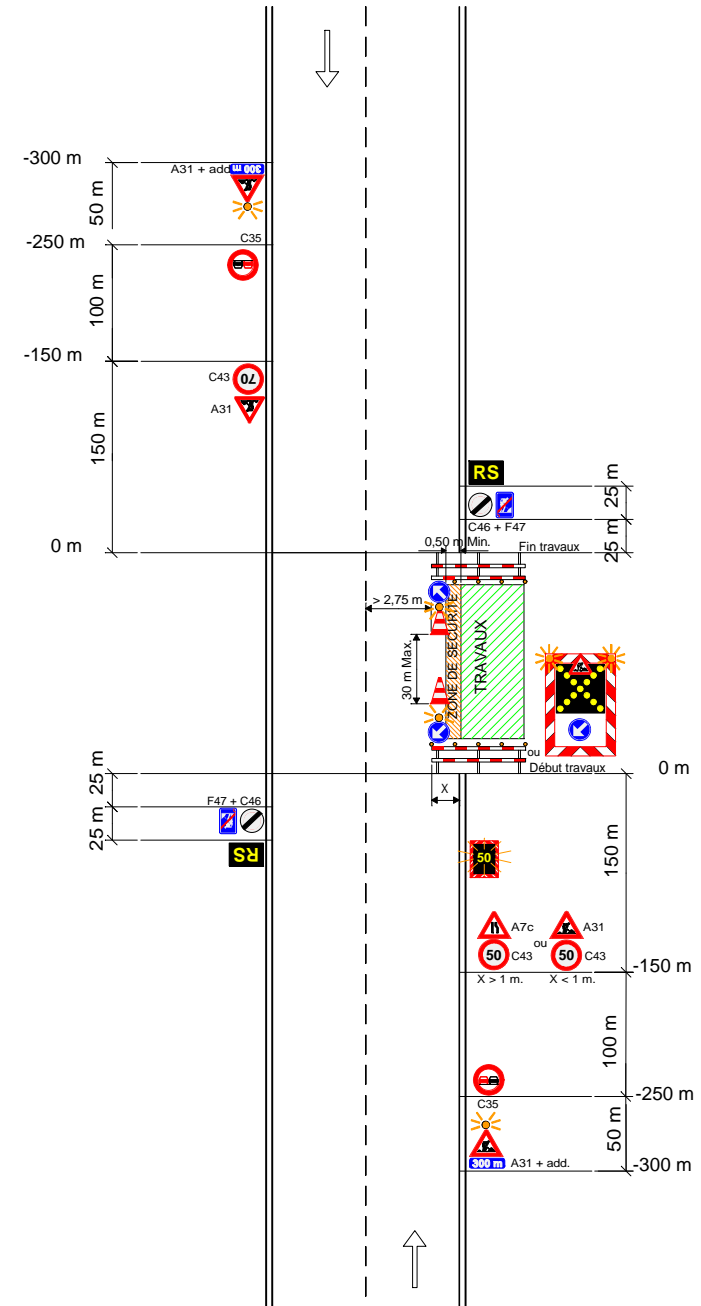 -300 m
A31 + add.
300 m
50 m
-250 m
C35
100 m
-150 m
C43
70
A31
150 m
RS
25 m
C46 + F47
25 m
0,50 m Min.
Fin travaux
0 m
> 2,75 m
30 m Max.
ZONE DE SECURITE
TRAVAUX
ou
Début travaux
0 m
X
25 m
F47 + C46
25 m
RS
50
150 m
A7c
A31
ou
50
C43
50
C43
-150 m
X > 1 m.
X < 1 m.
100 m
-250 m
C35
50 m
300 m
A31 + add.
-300 m